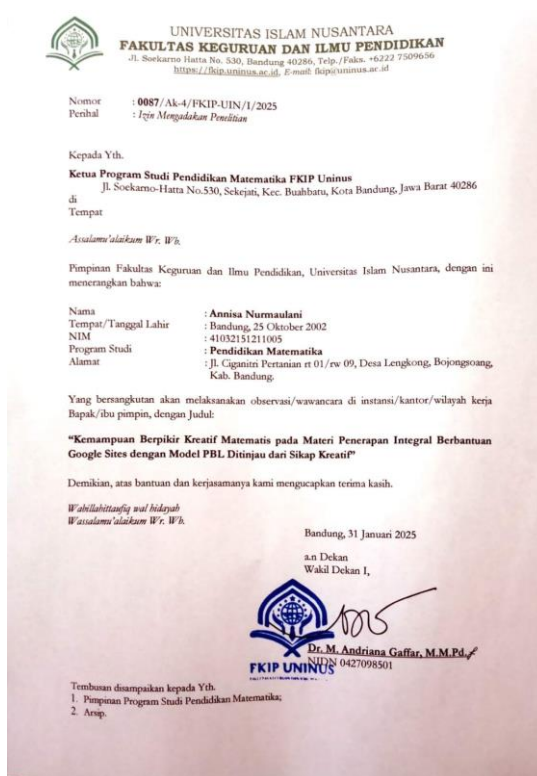 UNIVERSITAS ISLAM NUSANTARA
FAKULTAS KEGURUAN DAN ILMU PENDIDIKAN
Jl. Soekarno Hatta No. 530, Bandung 40286, Telp./Faks. +6222 7509656
https://fkip.uninus.ac.id, E-mail: fkip@uninus.ac.id
Nomor : 0087/Ak-4/FKIP-UIN/I/2025
Perihal : Izin Mengadakan Penelitian
Kepada Yth.
Ketua Program Studi Pendidikan Matematika FKIP Uninus
Jl. Soekarno-Hatta No.530, Sekejati, Kec. Buahbatu, Kota Bandung, Jawa Barat 40286
di
Tempat
Assalamu'alaikum Wr. Wb.
Pimpinan Fakultas Keguruan dan Ilmu Pendidikan, Universitas Islam Nusantara, dengan ini
menerangkan bahwa:
Nama : Annisa Nurmaulani
Tempat/Tanggal Lahir : Bandung, 25 Oktober 2002
NIM : 41032151211005
Program Studi : Pendidikan Matematika
Alamat : Jl. Ciganitri Pertanian rt 01/rw 09, Desa Lengkong, Bojongsoang,
Kab. Bandung.
Yang bersangkutan akan melaksanakan observasi/wawancara di instansi/kantor/wilayah kerja
Bapak/ibu pimpin, dengan Judul:
"Kemampuan Berpikir Kreatif Matematis pada Materi Penerapan Integral Berbantuan
Google Sites dengan Model PBL Ditinjau dari Sikap Kreatif"
Demikian, atas bantuan dan kerjasamanya kami mengucapkan terima kasih.
Wabillahittaufiq wal hidayah
Wassalamu'alaikum Wr. Wb.
Bandung, 31 Januari 2025
a.n Dekan
Wakil Dekan I,
Dr. M. Andriana Gaffar, M.M.Pd.
NIDN 0427098501
FKIP UNINUS
Tembusan disampaikan kepada Yth.
1. Pimpinan Program Studi Pendidikan Matematika;
2. Arsip.